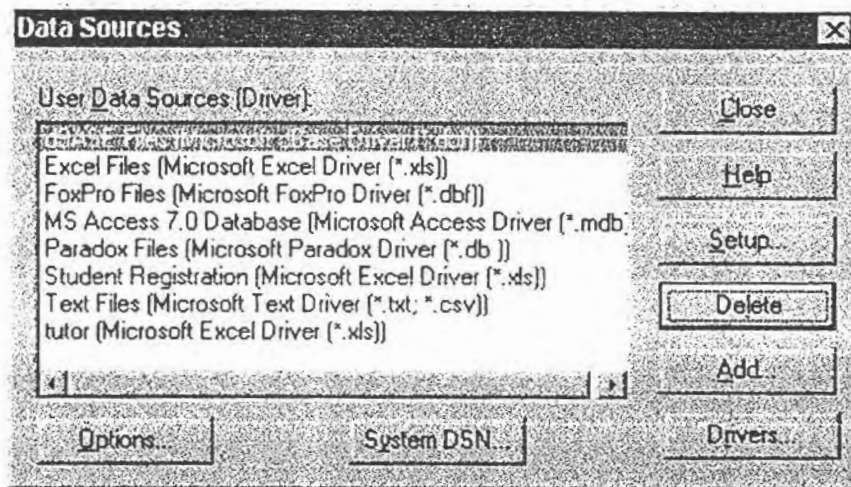 Data Sources
User Data Sources (Driver):
Excel Files (Microsoft Excel Driver (*.xls))
FoxPro Files (Microsoft FoxPro Driver (*.dbf))
MS Access 7.0 Database (Microsoft Access Driver (*.mdb)
Paradox Files (Microsoft Paradox Driver (*.db ))
Student Registration (Microsoft Excel Driver (*.xls))
Text Files (Microsoft Text Driver (*.txt; *.csv))
tutor (Microsoft Excel Driver (*.xls))
Close
Help
Setup...
Delete
Add...
Options...
System DSN...
Drivers...